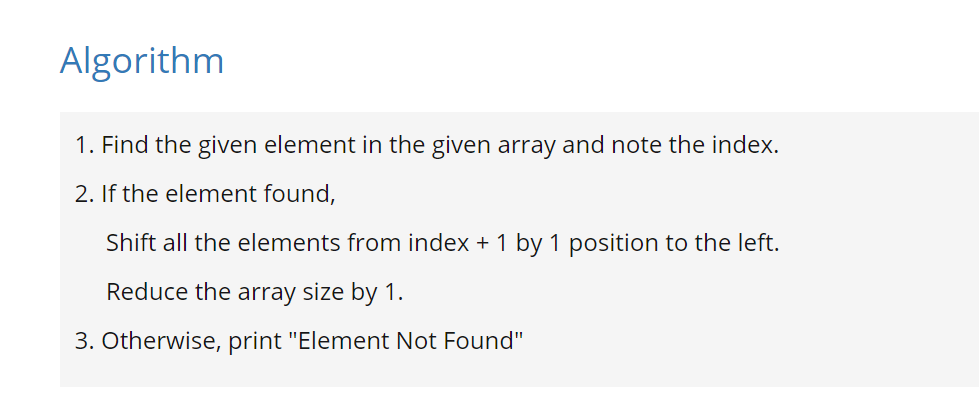 Algorithm
1. Find the given element in the given array and note the index.
2. If the element found,
Shift all the elements from index + 1 by 1 position to the left.
Reduce the array size by 1.
3. Otherwise, print "Element Not Found"